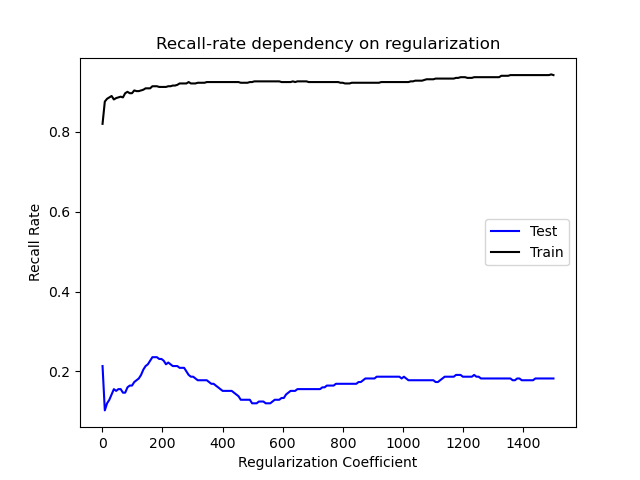 Recall-rate dependency on regularization
0.8
0.6
0.4
0.2
Recall Rate
Test
Train
0 200 400 600 800 1000 1200 1400
Regularization Coefficient